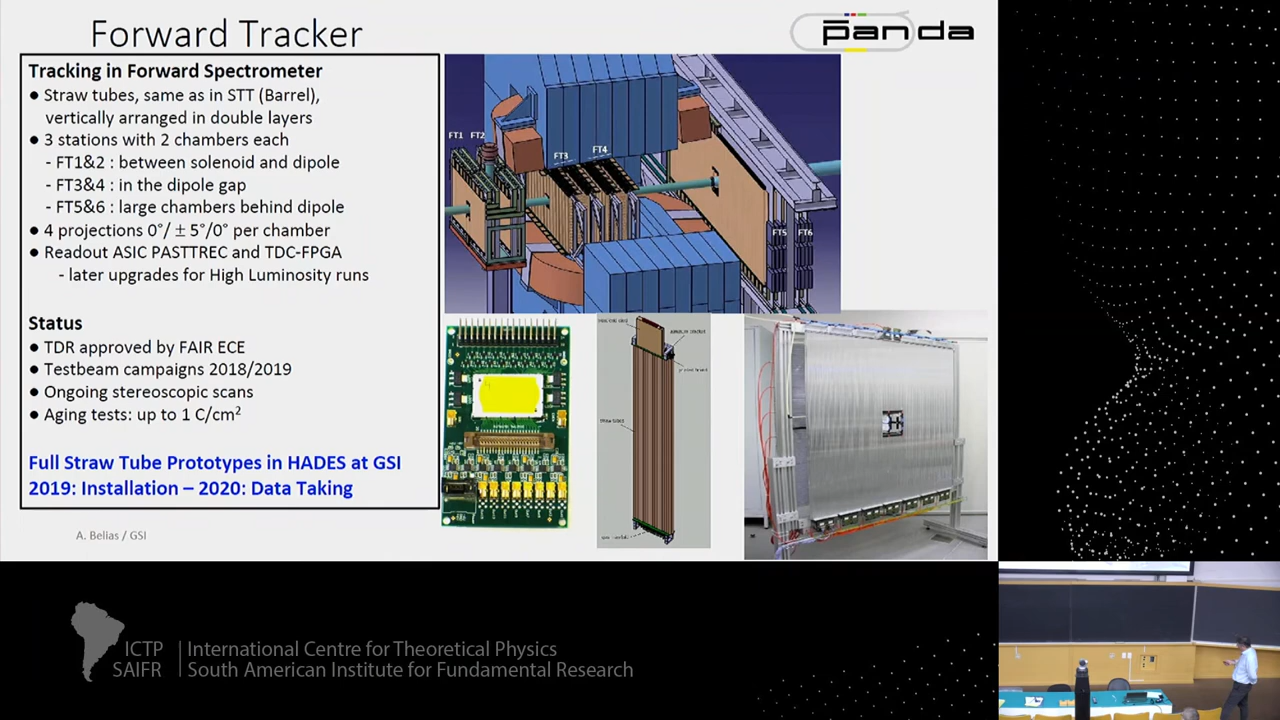 Forward Tracker
panda
Tracking in Forward Spectrometer
● Straw tubes, same as in STT (Barrel),
vertically arranged in double layers
● 3 stations with 2 chambers each
- FT1&2 : between solenoid and dipole
- FT3&4 : in the dipole gap
- FT5&6 : large chambers behind dipole
● 4 projections 0°/ ± 5°/0° per chamber
● Readout ASIC PASTTREC and TDC-FPGA
- later upgrades for High Luminosity runs
Status
● TDR approved by FAIR ECE
● Testbeam campaigns 2018/2019
● Ongoing stereoscopic scans
● Aging tests: up to 1 C/cm²
Full Straw Tube Prototypes in HADES at GSI
2019: Installation – 2020: Data Taking
A. Belias / GSI
FT1 FT2
FT3
FT4
FT5
FT6
ICTP
SAIFR
International Centre for Theoretical Physics
South American Institute for Fundamental Research